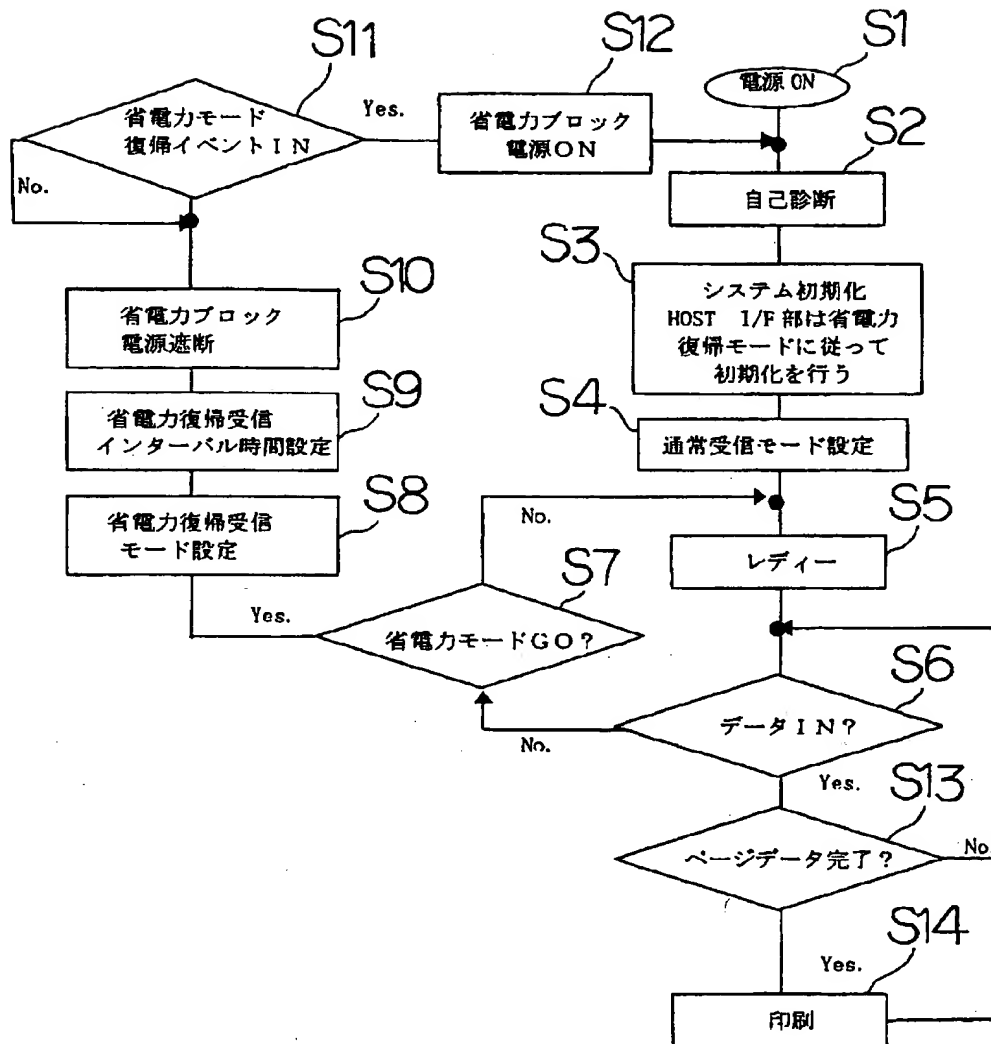 S11
S12
S1
省電力モード
復帰イベントIN
Yes.
省電力ブロック
電源ON
電源ON
S2
No.
自己診断
S3
S10
省電力ブロック
電源遮断
システム初期化
HOST I/F部は省電力
復帰モードに従って
初期化を行う
S9
省電力復帰受信
インターバル時間設定
S4
通常受信モード設定
S8
省電力復帰受信
モード設定
No.
S5
レディー
S7
Yes.
省電力モードGO?
S6
データIN?
No.
Yes.
S13
ページデータ完了?
No
S14
Yes.
印刷